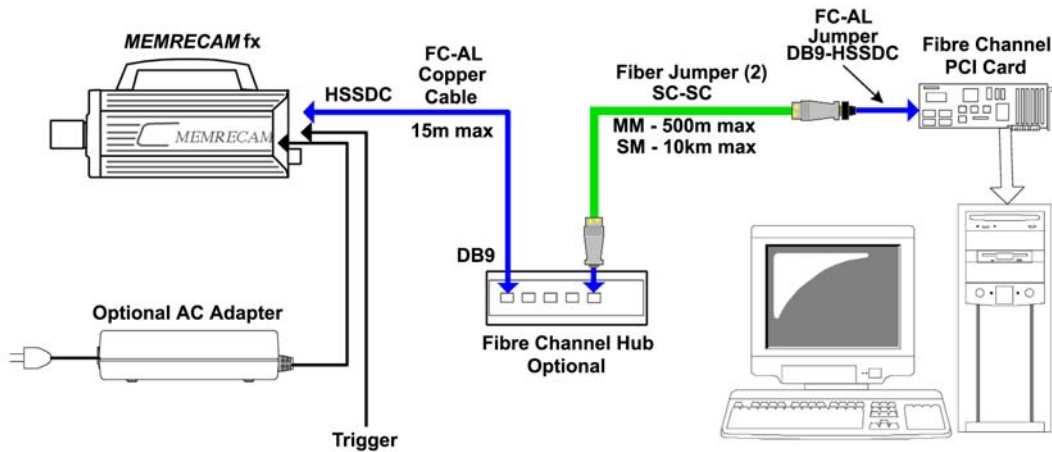 MEMRECAM fx
MEMRECAM
HSSDC
FC-AL
Copper
Cable
15m max
DB9
Fiber Jumper (2)
SC-SC
MM - 500m max
SM - 10km max
FC-AL
Jumper
DB9-HSSDC
Fibre Channel
PCI Card
Optional AC Adapter
Fibre Channel Hub
Optional
Trigger